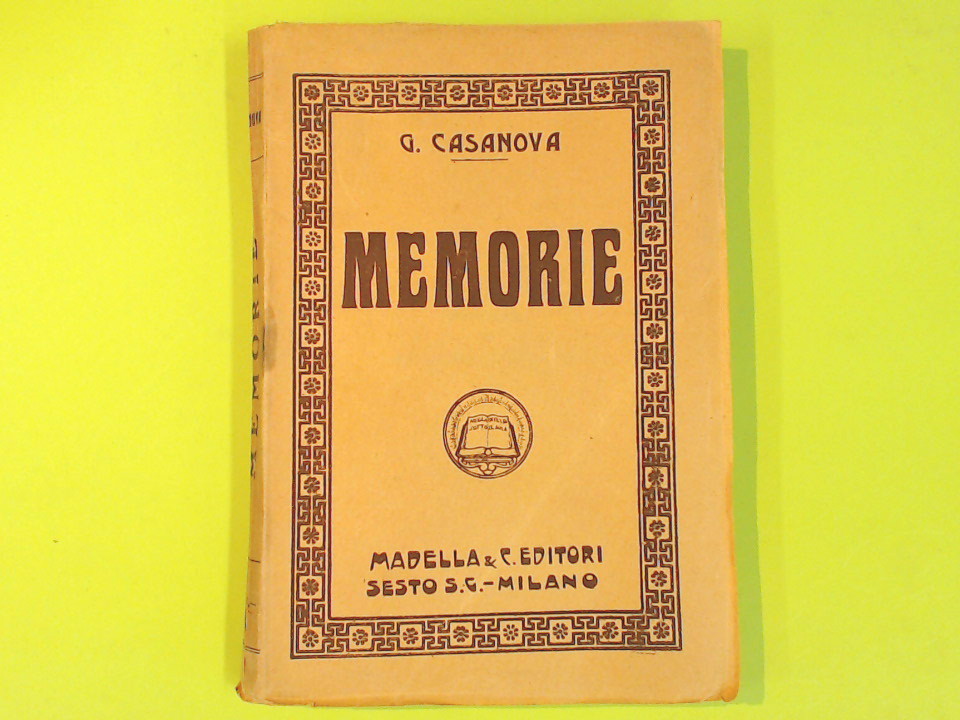 G. CASANOVA
MEMORIE
MADELLA & C. EDITORI
SESTO S.G.-MILANO
MEMORIE